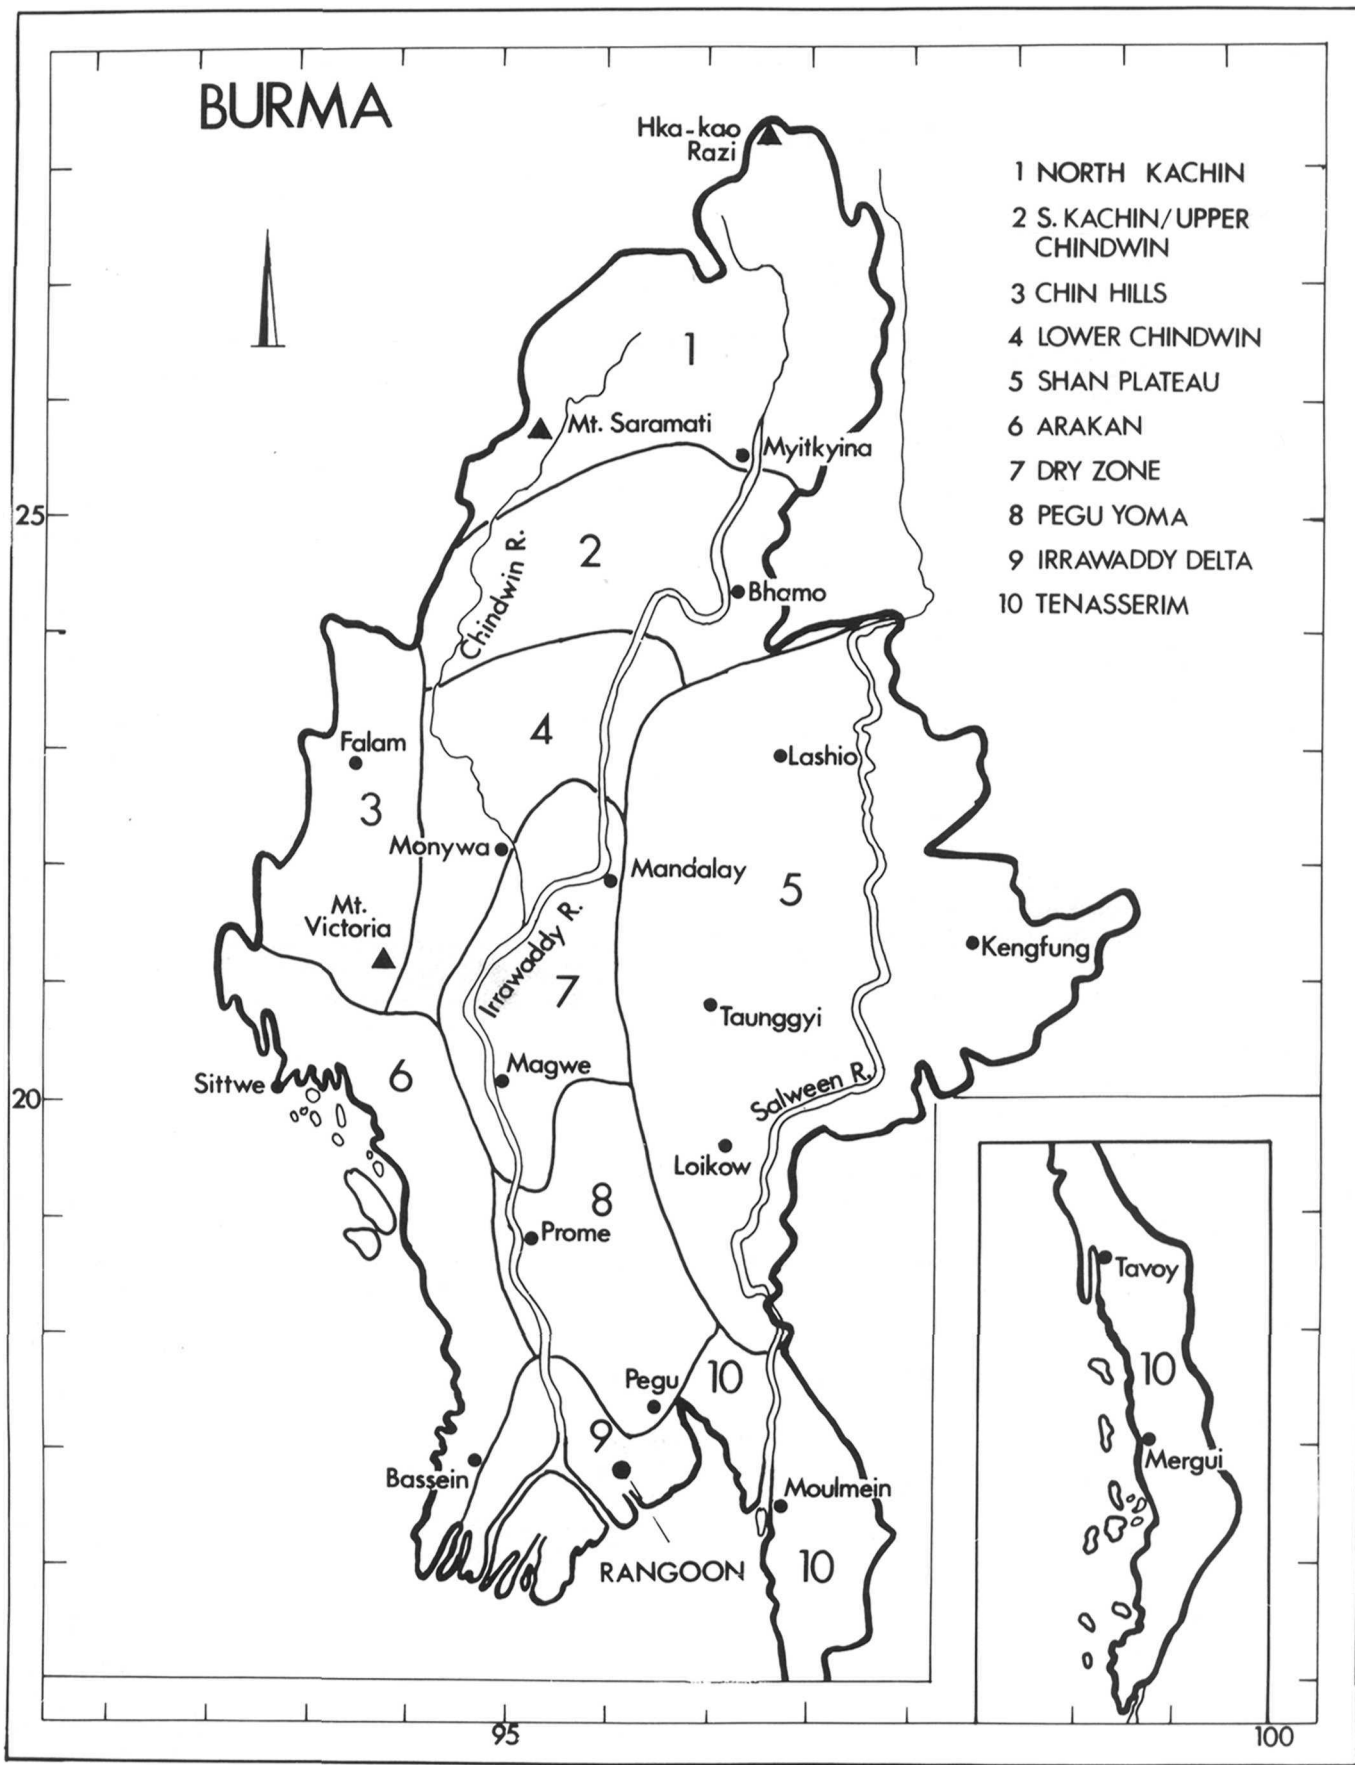 BURMA
Hka-kao
Razi
1 NORTH KACHIN
2 S. KACHIN/UPPER
CHINDWIN
3 CHIN HILLS
4 LOWER CHINDWIN
5 SHAN PLATEAU
6 ARAKAN
7 DRY ZONE
8 PEGU YOMA
9 IRRAWADDY DELTA
10 TENASSERIM
1
Mt. Saramati
Myitkyina
25
2
Chindwin R.
Bhamo
4
Falam
Lashio
3
Monywa
Mandalay
5
Mt.
Victoria
Irrawaddy R.
Kengfung
7
Taunggyi
6
Magwe
Sittwe
20
Salween R.
Loikow
8
Prome
Tavoy
Pegu
10
10
9
Mergui
Bassein
Moulmein
RANGOON
10
95
100